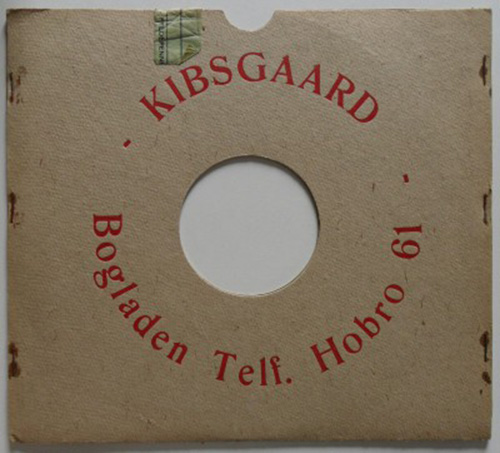 - KIBSGAARD -
Bogladen Telf. Hobro 61